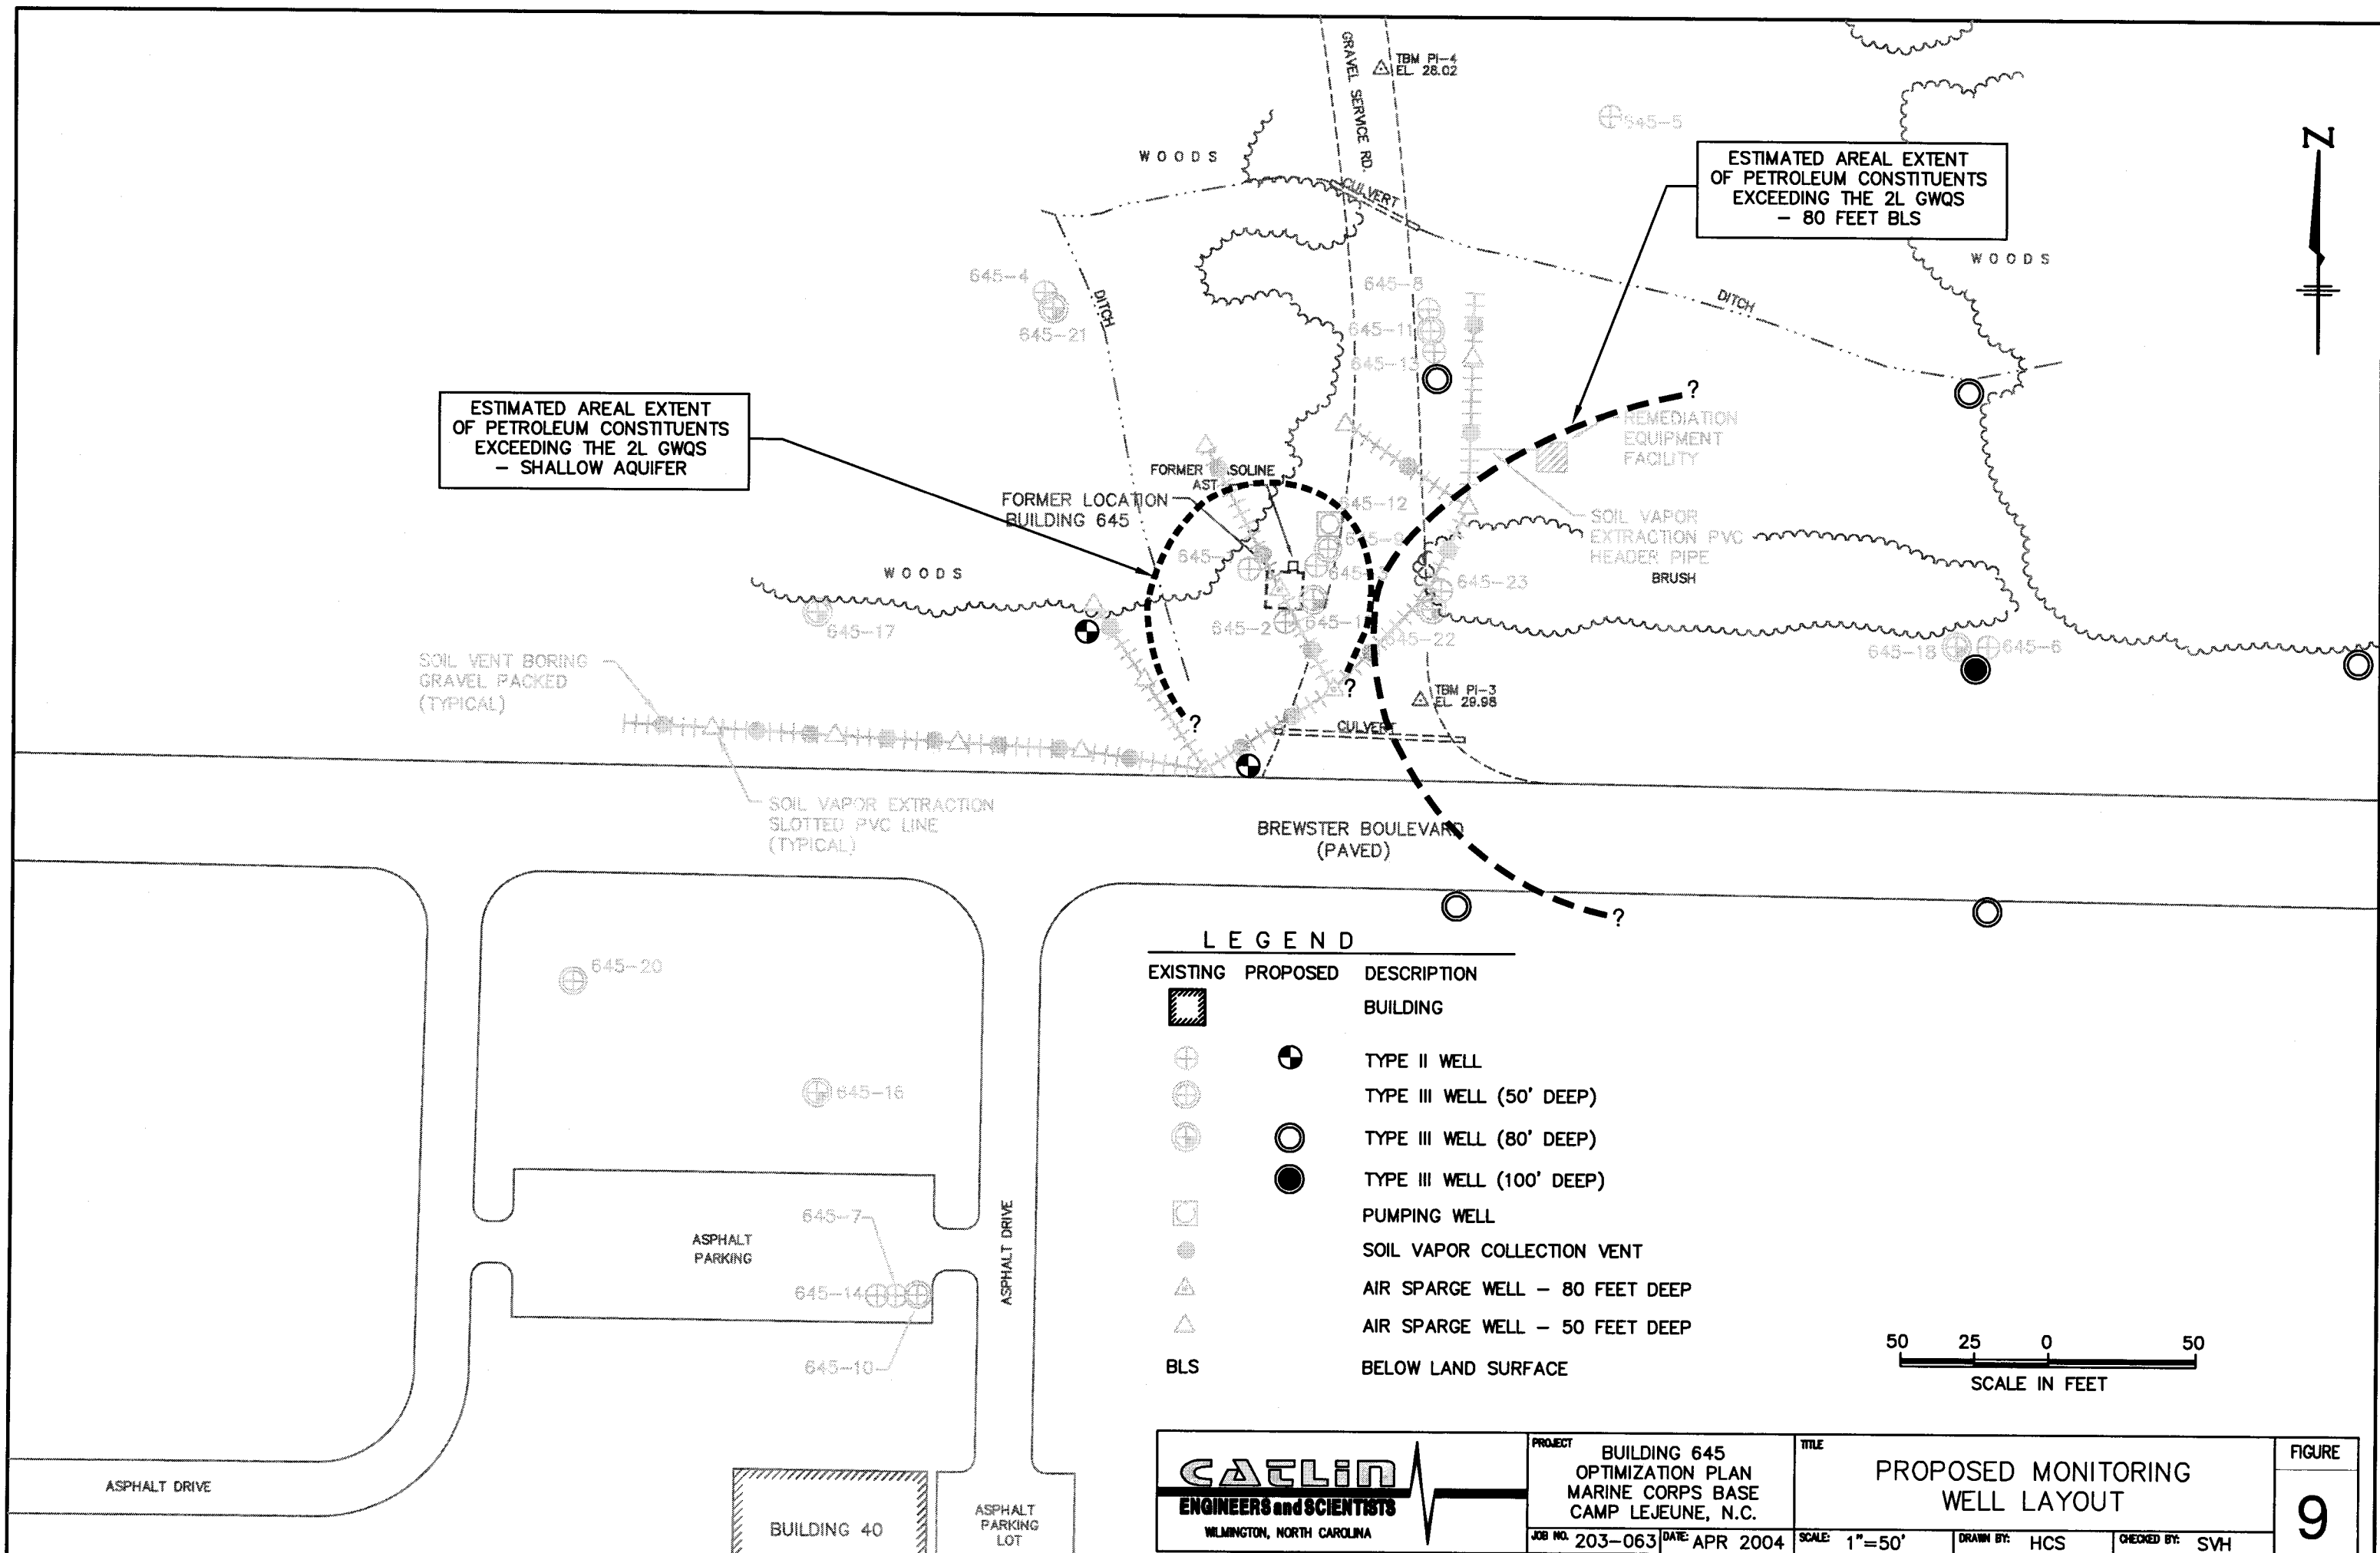 GRAVEL SERVICE RD.
TBM PI-4
EL. 28.02
645-5
N
WOODS
CULVERT
ESTIMATED AREAL EXTENT
OF PETROLEUM CONSTITUENTS
EXCEEDING THE 2L GWQS
- 80 FEET BLS
WOODS
645-4
645-21
DITCH
645-8
645-11
645-13
DITCH
ESTIMATED AREAL EXTENT
OF PETROLEUM CONSTITUENTS
EXCEEDING THE 2L GWQS
- SHALLOW AQUIFER
?
REMEDIATION
EQUIPMENT
FACILITY
FORMER
AST
FORMER LOCATION
BUILDING 645
645-12
645-9
SOIL VAPOR
EXTRACTION PVC
HEADER PIPE
BRUSH
WOODS
645-23
645-17
645-2
645-22
645-18
645-6
SOIL VENT BORING
GRAVEL PACKED
(TYPICAL)
?
?
TBM PI-3
EL. 29.98
CULVERT
SOIL VAPOR EXTRACTION
SLOTTED PVC LINE
(TYPICAL)
BREWSTER BOULEVARD
(PAVED)
?
645-20
645-16
645-7
645-14
645-10
ASPHALT
PARKING
ASPHALT DRIVE
ASPHALT DRIVE
BUILDING 40
ASPHALT
PARKING
LOT
LEGEND
EXISTING PROPOSED DESCRIPTION
BUILDING
TYPE II WELL
TYPE III WELL (50' DEEP)
TYPE III WELL (80' DEEP)
TYPE III WELL (100' DEEP)
PUMPING WELL
SOIL VAPOR COLLECTION VENT
AIR SPARGE WELL - 80 FEET DEEP
AIR SPARGE WELL - 50 FEET DEEP
BLS BELOW LAND SURFACE
50 25 0 50
SCALE IN FEET
CATLIN
ENGINEERS and SCIENTISTS
WILMINGTON, NORTH CAROLINA
PROJECT
BUILDING 645
OPTIMIZATION PLAN
MARINE CORPS BASE
CAMP LEJEUNE, N.C.
JOB NO. 203-063 DATE: APR 2004
TITLE
PROPOSED MONITORING
WELL LAYOUT
SCALE: 1"=50' DRAWN BY: HCS CHECKED BY: SVH
FIGURE
9